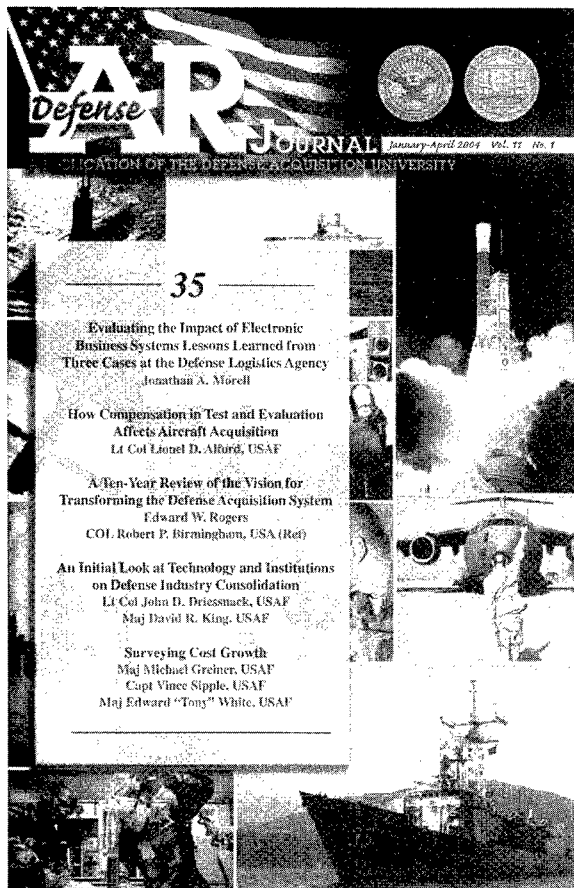 Defense
AR
JOURNAL
January-April 2004 Vol. 11 No. 1
PUBLICATION OF THE DEFENSE ACQUISITION UNIVERSITY
35
Evaluating the Impact of Electronic
Business Systems Lessons Learned from
Three Cases at the Defense Logistics Agency
Jonathan A. Morell
How Compensation in Test and Evaluation
Affects Aircraft Acquisition
Lt Col Lionel D. Alford, USAF
A Ten-Year Review of the Vision for
Transforming the Defense Acquisition System
Edward W. Rogers
COL Robert P. Birmingham, USA (Ret)
An Initial Look at Technology and Institutions
on Defense Industry Consolidation
Lt Col John D. Driessnack, USAF
Maj David R. King, USAF
Surveying Cost Growth
Maj Michael Greiner, USAF
Capt Vince Sipple, USAF
Maj Edward "Tony" White, USAF